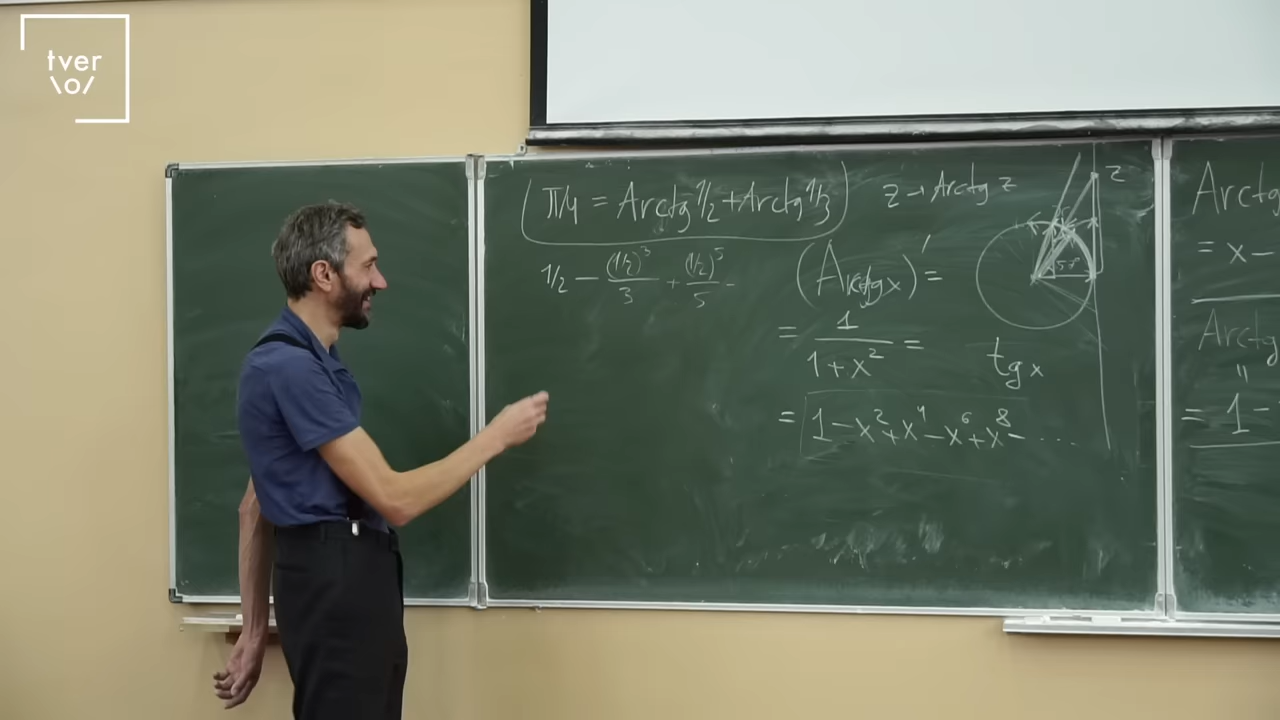 tver
\o/
π/4 = Arctg 1/2 + Arctg 1/3
z → Arctg z
z
1/2 − (1/2)³/3 + (1/2)⁵/5 −
(Arctg x)′ =
57°
= 1/(1+x²) =
tg x
= 1 − x² + x⁴ − x⁶ + x⁸ − ....
Arctg
= x −
Arctg
"
= 1 −